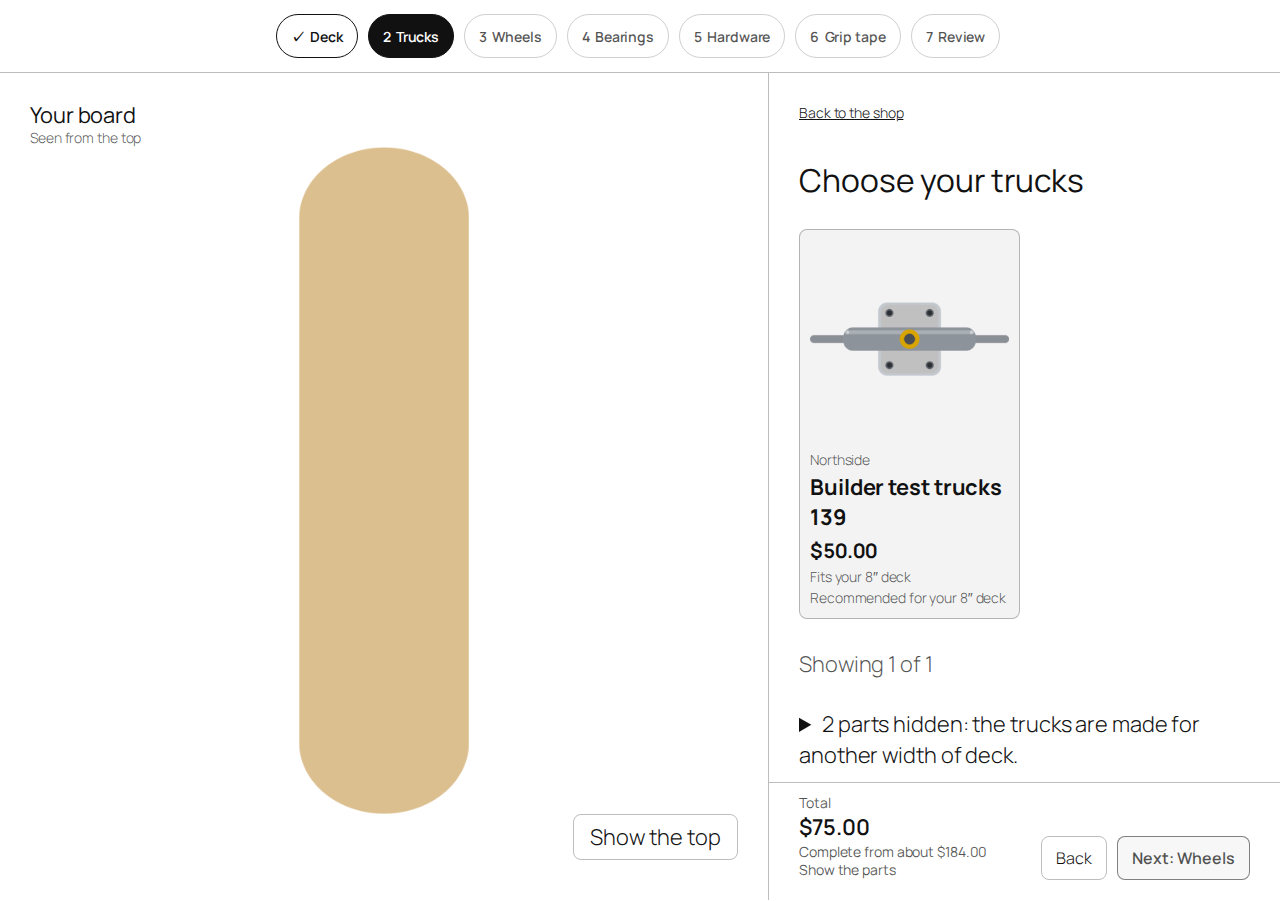 ✓ Deck
2 Trucks
3 Wheels
4 Bearings
5 Hardware
6 Grip tape
7 Review
Your board
Seen from the top
Show the top
Back to the shop
Choose your trucks
Northside
Builder test trucks
139
$50.00
Fits your 8″ deck
Recommended for your 8″ deck
Showing 1 of 1
▶ 2 parts hidden: the trucks are made for
another width of deck.
Total
$75.00
Complete from about $184.00
Show the parts
Back
Next: Wheels